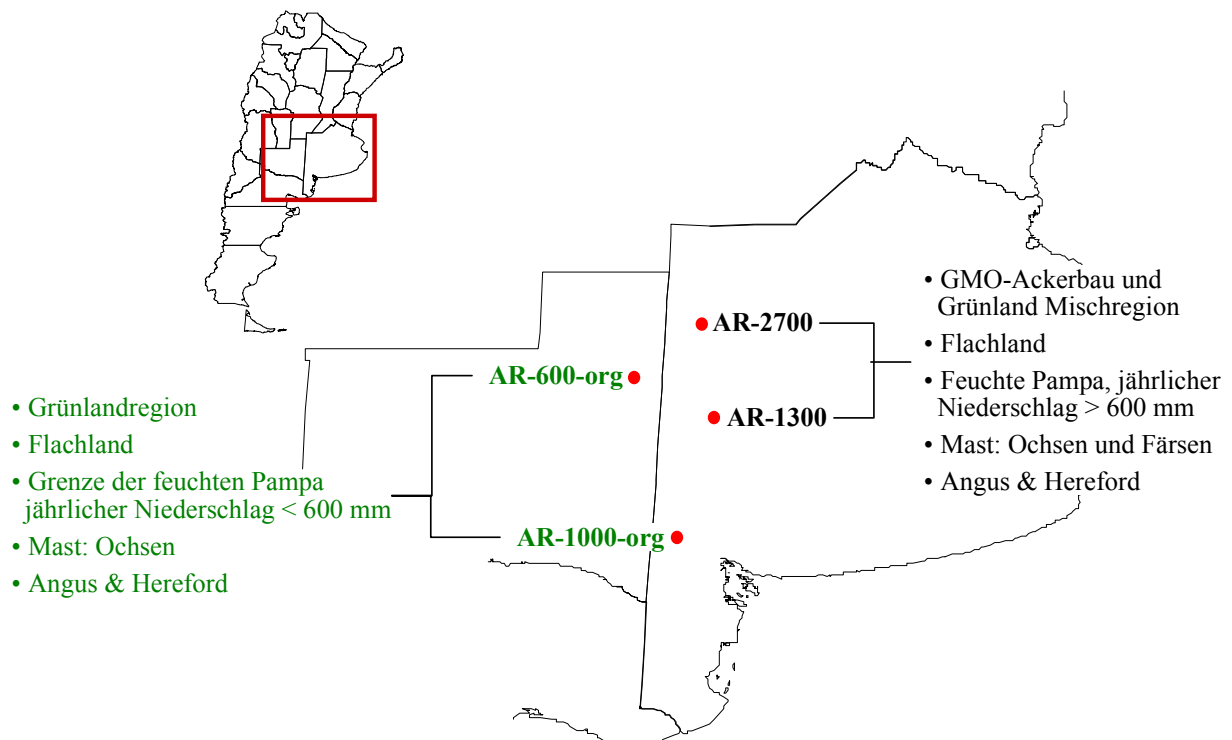 AR-2700
AR-600-org
AR-1300
AR-1000-org
• Grünlandregion
• Flachland
• Grenze der feuchten Pampa
jährlicher Niederschlag < 600 mm
• Mast: Ochsen
• Angus & Hereford
• GMO-Ackerbau und
Grünland Mischregion
• Flachland
• Feuchte Pampa, jährlicher
Niederschlag > 600 mm
• Mast: Ochsen und Färsen
• Angus & Hereford